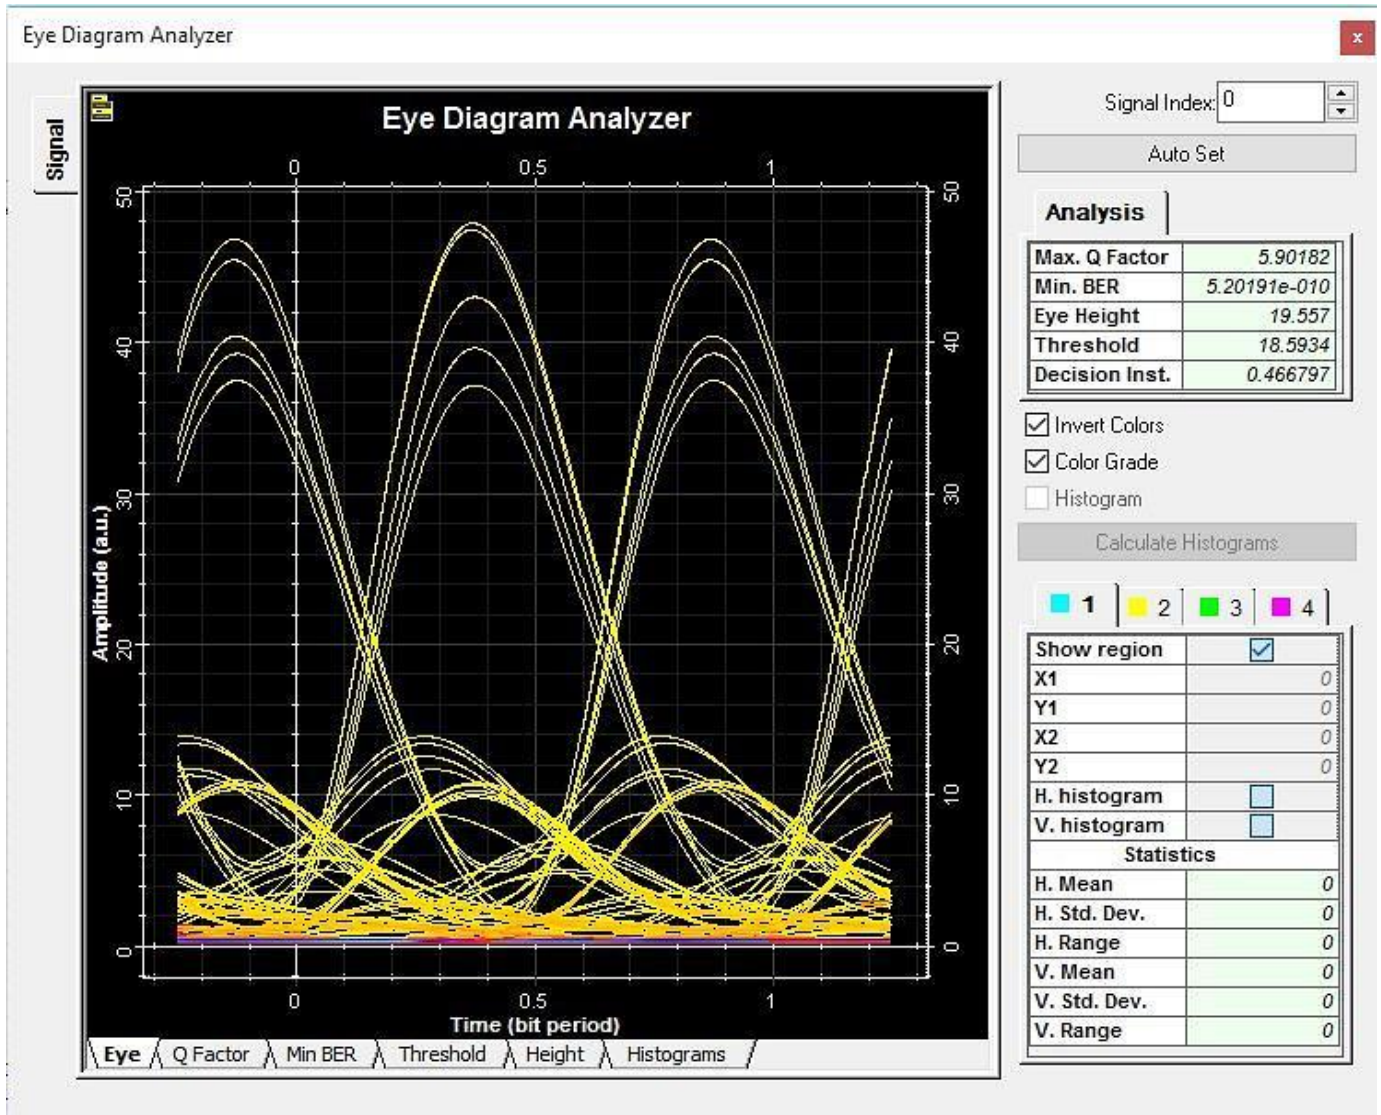 Eye Diagram Analyzer
x
Signal
Eye Diagram Analyzer
0 0.5 1
50 50
40 40
30 30
20 20
10 10
0 0
Amplitude (a.u.)
0 0.5 1
Time (bit period)
Eye Q Factor Min BER Threshold Height Histograms
Signal Index: 0
Auto Set
Analysis
Max. Q Factor 5.90182
Min. BER 5.20191e-010
Eye Height 19.557
Threshold 18.5934
Decision Inst. 0.466797
Invert Colors
Color Grade
Histogram
Calculate Histograms
1 2 3 4
Show region
X1 0
Y1 0
X2 0
Y2 0
H. histogram
V. histogram
Statistics
H. Mean 0
H. Std. Dev. 0
H. Range 0
V. Mean 0
V. Std. Dev. 0
V. Range 0